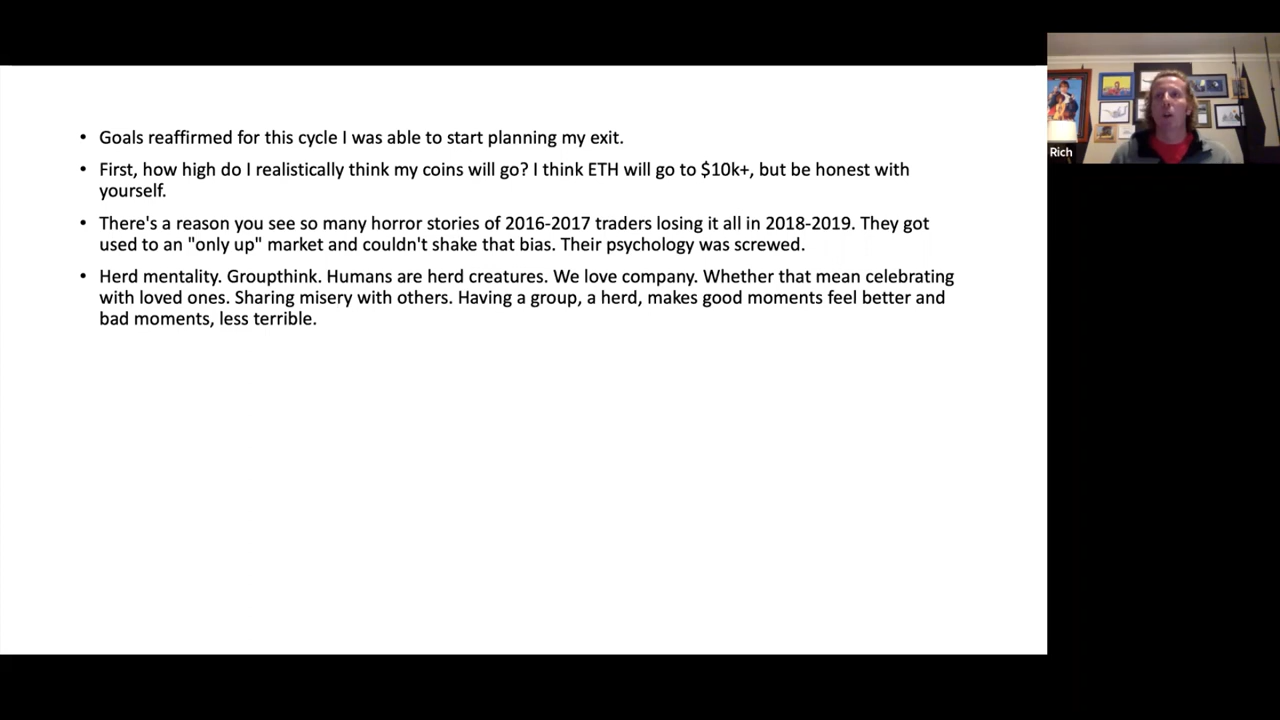 • Goals reaffirmed for this cycle I was able to start planning my exit.
• First, how high do I realistically think my coins will go? I think ETH will go to $10k+, but be honest with
yourself.
• There's a reason you see so many horror stories of 2016-2017 traders losing it all in 2018-2019. They got
used to an "only up" market and couldn't shake that bias. Their psychology was screwed.
• Herd mentality. Groupthink. Humans are herd creatures. We love company. Whether that mean celebrating
with loved ones. Sharing misery with others. Having a group, a herd, makes good moments feel better and
bad moments, less terrible.
Rich